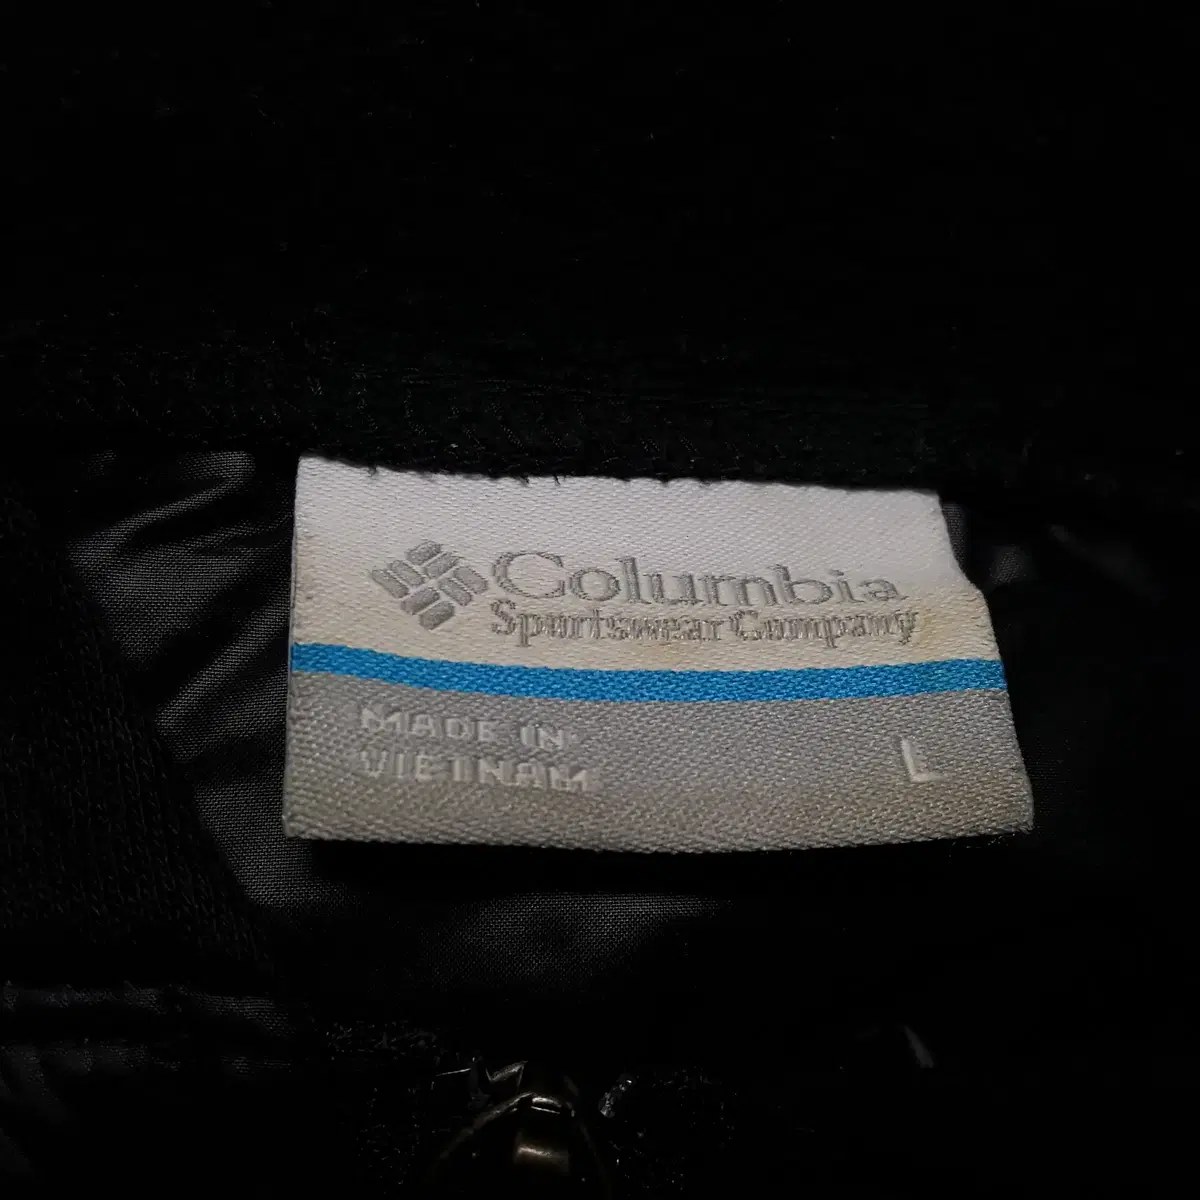 Columbia
Sportswear Company
MADE IN
VIETNAM
L